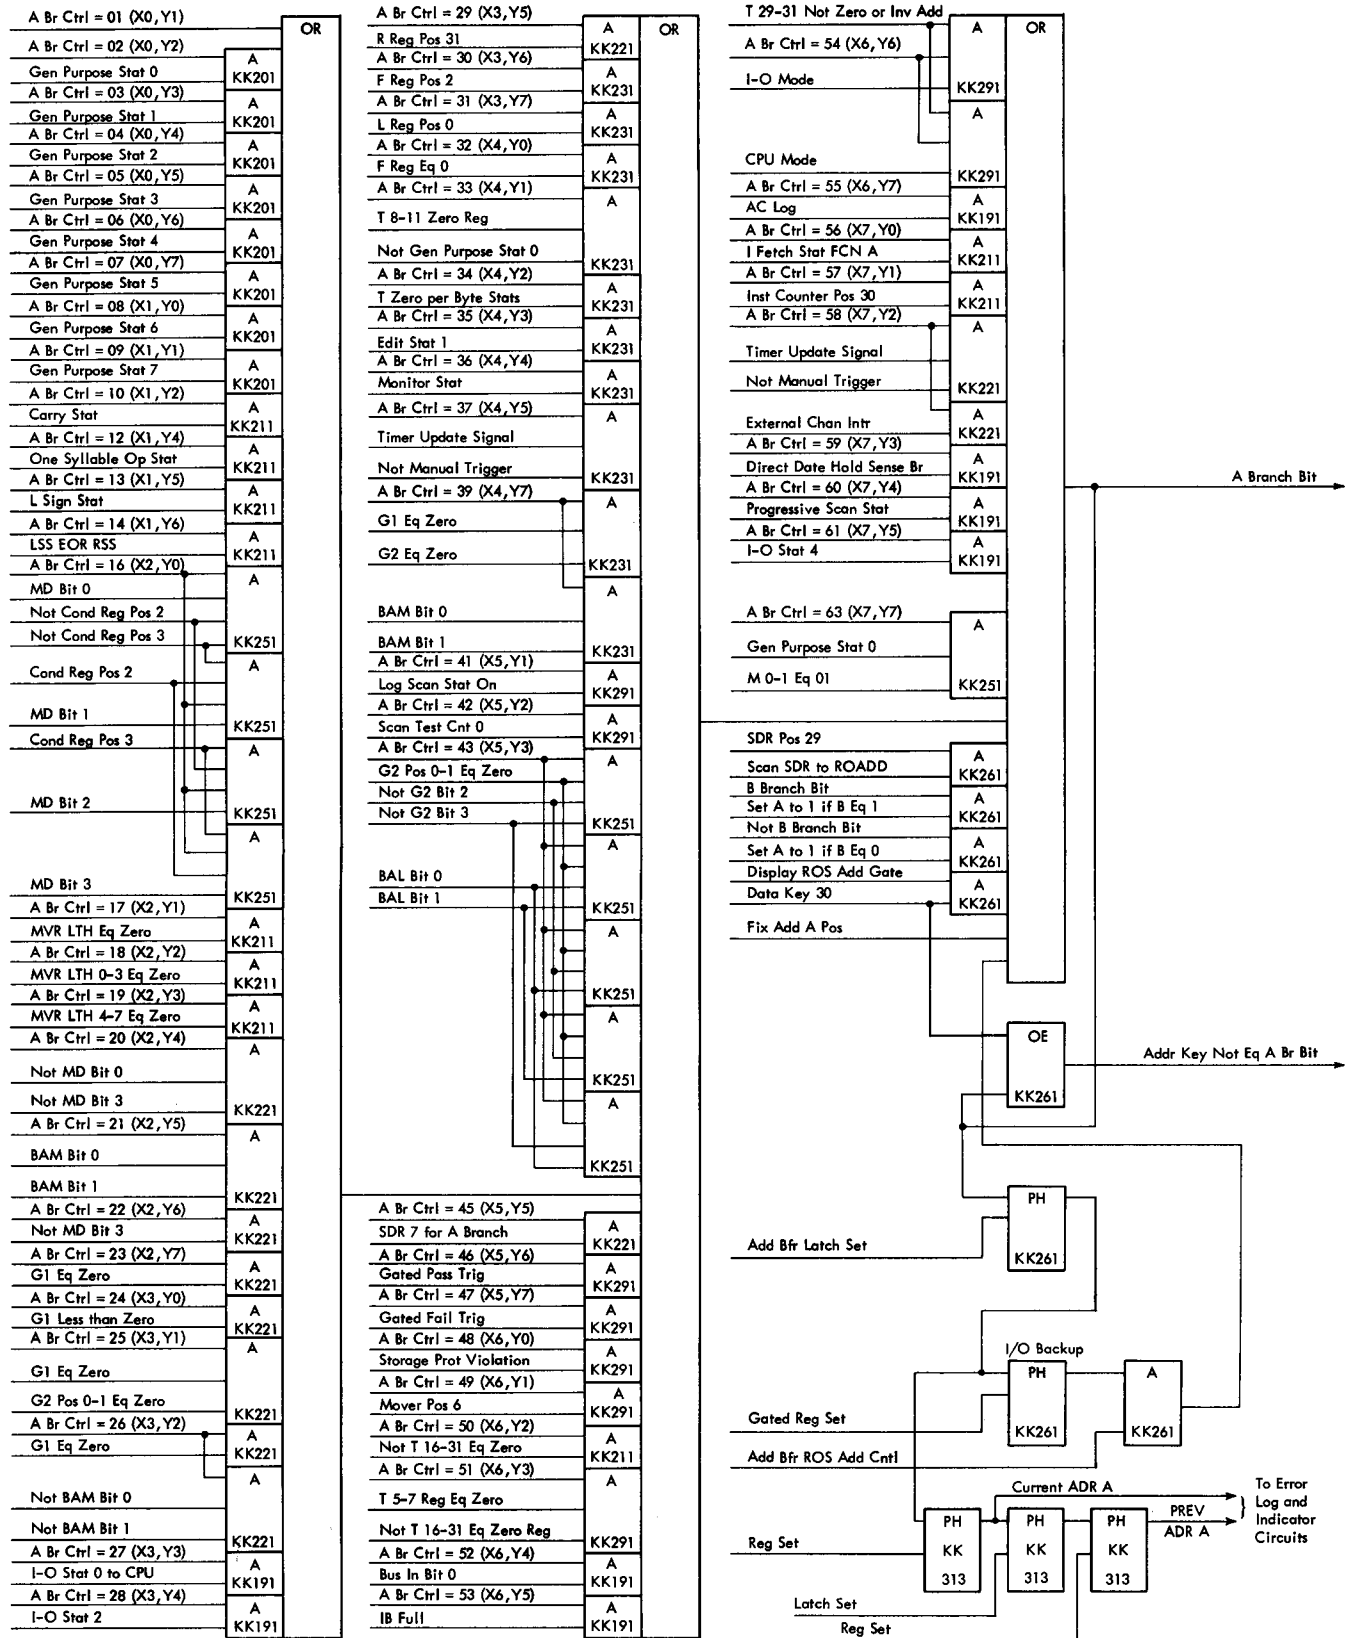 A Br Ctrl = 01 (X0,Y1)
OR
A Br Ctrl = 02 (X0,Y2)
Gen Purpose Stat 0
A
KK201
A Br Ctrl = 03 (X0,Y3)
Gen Purpose Stat 1
A
KK201
A Br Ctrl = 04 (X0,Y4)
Gen Purpose Stat 2
A
KK201
A Br Ctrl = 05 (X0,Y5)
Gen Purpose Stat 3
A
KK201
A Br Ctrl = 06 (X0,Y6)
Gen Purpose Stat 4
A
KK201
A Br Ctrl = 07 (X0,Y7)
Gen Purpose Stat 5
A
KK201
A Br Ctrl = 08 (X1,Y0)
Gen Purpose Stat 6
A
KK201
A Br Ctrl = 09 (X1,Y1)
Gen Purpose Stat 7
A
KK201
A Br Ctrl = 10 (X1,Y2)
Carry Stat
A
KK211
A Br Ctrl = 12 (X1,Y4)
One Syllable Op Stat
A
KK211
A Br Ctrl = 13 (X1,Y5)
L Sign Stat
A
KK211
A Br Ctrl = 14 (X1,Y6)
LSS EOR RSS
A
KK211
A Br Ctrl = 16 (X2,Y0)
MD Bit 0
Not Cond Reg Pos 2
Not Cond Reg Pos 3
A
KK251
Cond Reg Pos 2
MD Bit 1
A
KK251
Cond Reg Pos 3
MD Bit 2
A
KK251
MD Bit 3
A
KK251
A Br Ctrl = 17 (X2,Y1)
MVR LTH Eq Zero
A
KK211
A Br Ctrl = 18 (X2,Y2)
MVR LTH 0-3 Eq Zero
A
KK211
A Br Ctrl = 19 (X2,Y3)
MVR LTH 4-7 Eq Zero
A
KK211
A Br Ctrl = 20 (X2,Y4)
Not MD Bit 0
Not MD Bit 3
A
KK221
A Br Ctrl = 21 (X2,Y5)
BAM Bit 0
BAM Bit 1
A
KK221
A Br Ctrl = 22 (X2,Y6)
Not MD Bit 3
A
KK221
A Br Ctrl = 23 (X2,Y7)
G1 Eq Zero
A
KK221
A Br Ctrl = 24 (X3,Y0)
G1 Less than Zero
A
KK221
A Br Ctrl = 25 (X3,Y1)
G1 Eq Zero
G2 Pos 0-1 Eq Zero
A
KK221
A Br Ctrl = 26 (X3,Y2)
G1 Eq Zero
A
KK221
Not BAM Bit 0
Not BAM Bit 1
A
KK221
A Br Ctrl = 27 (X3,Y3)
I-O Stat 0 to CPU
A
KK191
A Br Ctrl = 28 (X3,Y4)
I-O Stat 2
A
KK191
A Br Ctrl = 29 (X3,Y5)
R Reg Pos 31
A
KK221
OR
A Br Ctrl = 30 (X3,Y6)
F Reg Pos 2
A
KK231
A Br Ctrl = 31 (X3,Y7)
L Reg Pos 0
A
KK231
A Br Ctrl = 32 (X4,Y0)
F Reg Eq 0
A
KK231
A Br Ctrl = 33 (X4,Y1)
T 8-11 Zero Reg
Not Gen Purpose Stat 0
A
KK231
A Br Ctrl = 34 (X4,Y2)
T Zero per Byte Stats
A
KK231
A Br Ctrl = 35 (X4,Y3)
Edit Stat 1
A
KK231
A Br Ctrl = 36 (X4,Y4)
Monitor Stat
A
KK231
A Br Ctrl = 37 (X4,Y5)
Timer Update Signal
Not Manual Trigger
A
KK231
A Br Ctrl = 39 (X4,Y7)
G1 Eq Zero
G2 Eq Zero
A
KK231
BAM Bit 0
BAM Bit 1
A
KK231
A Br Ctrl = 41 (X5,Y1)
Log Scan Stat On
A
KK291
A Br Ctrl = 42 (X5,Y2)
Scan Test Cnt 0
A
KK291
A Br Ctrl = 43 (X5,Y3)
G2 Pos 0-1 Eq Zero
Not G2 Bit 2
Not G2 Bit 3
A
KK251
BAL Bit 0
BAL Bit 1
A
KK251
A
KK251
A
KK251
A
KK251
A Br Ctrl = 45 (X5,Y5)
SDR 7 for A Branch
A
KK221
A Br Ctrl = 46 (X5,Y6)
Gated Pass Trig
A
KK291
A Br Ctrl = 47 (X5,Y7)
Gated Fail Trig
A
KK291
A Br Ctrl = 48 (X6,Y0)
Storage Prot Violation
A
KK291
A Br Ctrl = 49 (X6,Y1)
Mover Pos 6
A
KK291
A Br Ctrl = 50 (X6,Y2)
Not T 16-31 Eq Zero
A
KK211
A Br Ctrl = 51 (X6,Y3)
T 5-7 Reg Eq Zero
Not T 16-31 Eq Zero Reg
A
KK291
A Br Ctrl = 52 (X6,Y4)
Bus In Bit 0
A
KK191
A Br Ctrl = 53 (X6,Y5)
IB Full
A
KK191
T 29-31 Not Zero or Inv Add
A Br Ctrl = 54 (X6,Y6)
I-O Mode
A
KK291
OR
CPU Mode
A
KK291
A Br Ctrl = 55 (X6,Y7)
AC Log
A
KK191
A Br Ctrl = 56 (X7,Y0)
I Fetch Stat FCN A
A
KK211
A Br Ctrl = 57 (X7,Y1)
Inst Counter Pos 30
A
KK211
A Br Ctrl = 58 (X7,Y2)
Timer Update Signal
Not Manual Trigger
A
KK221
External Chan Intr
A
KK221
A Br Ctrl = 59 (X7,Y3)
Direct Date Hold Sense Br
A
KK191
A Br Ctrl = 60 (X7,Y4)
Progressive Scan Stat
A
KK191
A Br Ctrl = 61 (X7,Y5)
I-O Stat 4
A
KK191
A Branch Bit
A Br Ctrl = 63 (X7,Y7)
Gen Purpose Stat 0
M 0-1 Eq 01
A
KK251
SDR Pos 29
Scan SDR to ROADD
A
KK261
B Branch Bit
Set A to 1 if B Eq 1
A
KK261
Not B Branch Bit
Set A to 1 if B Eq 0
A
KK261
Display ROS Add Gate
Data Key 30
A
KK261
Fix Add A Pos
OE
KK261
Addr Key Not Eq A Br Bit
Add Bfr Latch Set
PH
KK261
I/O Backup
PH
KK261
A
KK261
Gated Reg Set
Add Bfr ROS Add Cntl
Current ADR A
To Error
Log and
Indicator
Circuits
PREV
ADR A
Reg Set
PH
KK
313
PH
KK
313
PH
KK
313
Latch Set
Reg Set